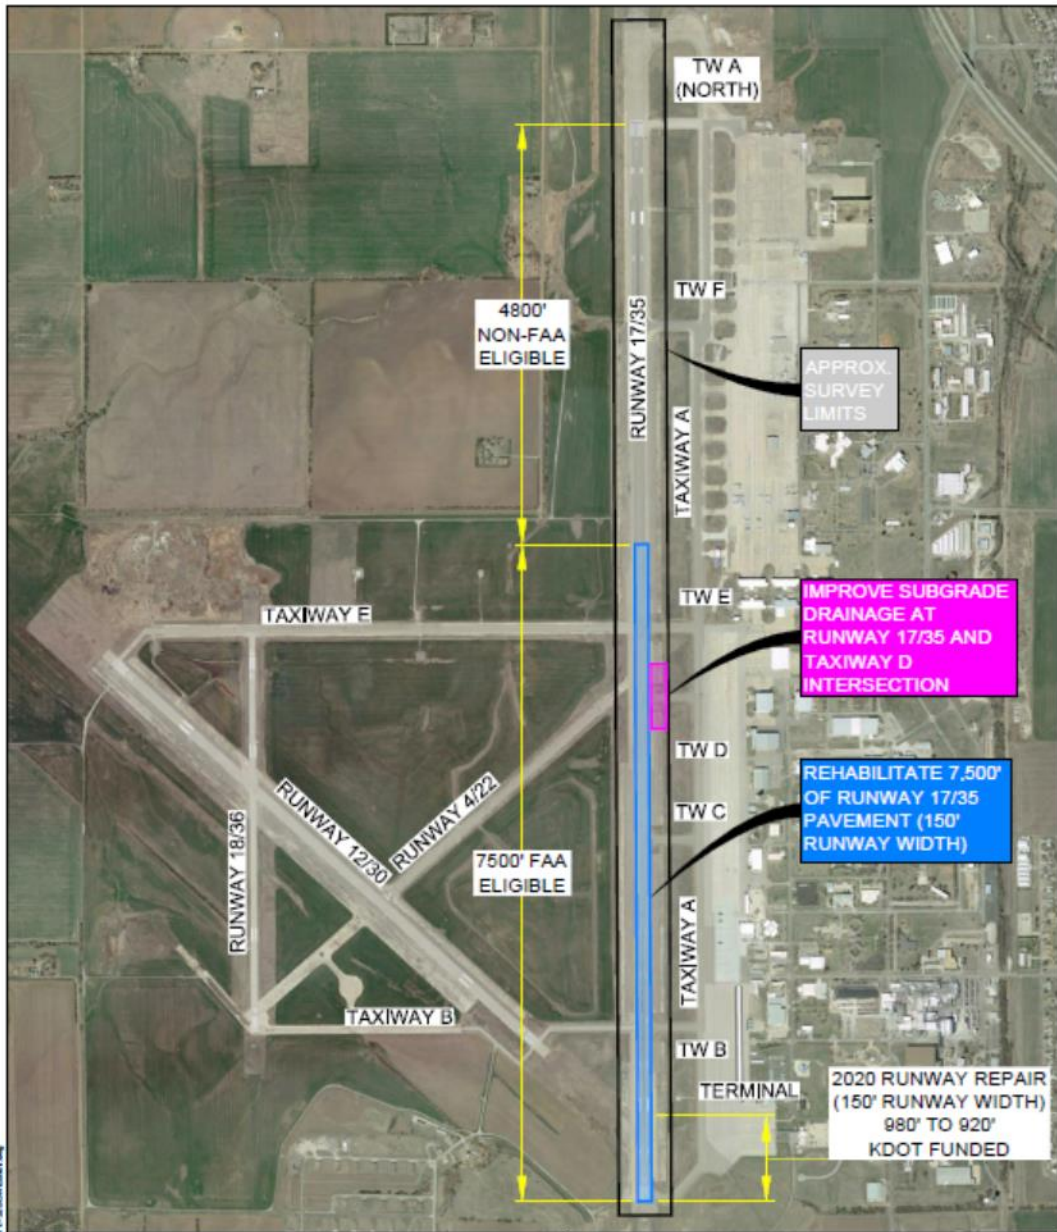 TW A
(NORTH)
4800'
NON-FAA
ELIGIBLE
RUNWAY 17/35
TW F
APPROX.
SURVEY
LIMITS
TAXIWAY A
TAXIWAY E
TW E
IMPROVE SUBGRADE
DRAINAGE AT
RUNWAY 17/35 AND
TAXIWAY D
INTERSECTION
TW D
RUNWAY 18/36
RUNWAY 12/30
RUNWAY 4/22
TW C
REHABILITATE 7,500'
OF RUNWAY 17/35
PAVEMENT (150'
RUNWAY WIDTH)
7500' FAA
ELIGIBLE
TAXIWAY A
TAXIWAY B
TW B
TERMINAL
2020 RUNWAY REPAIR
(150' RUNWAY WIDTH)
980' TO 920'
KDOT FUNDED